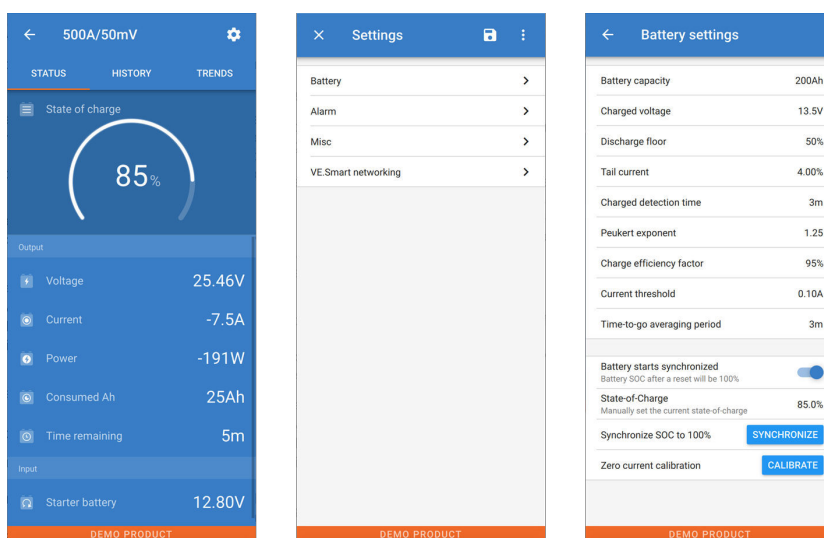 500A/50mV
STATUS HISTORY TRENDS
State of charge
85%
Output
Voltage 25.46V
Current -7.5A
Power -191W
Consumed Ah 25Ah
Time remaining 5m
Input
Starter battery 12.80V
DEMO PRODUCT
Settings
Battery
Alarm
Misc
VE.Smart networking
DEMO PRODUCT
Battery settings
Battery capacity 200Ah
Charged voltage 13.5V
Discharge floor 50%
Tail current 4.00%
Charged detection time 3m
Peukert exponent 1.25
Charge efficiency factor 95%
Current threshold 0.10A
Time-to-go averaging period 3m
Battery starts synchronized
Battery SOC after a reset will be 100%
State-of-Charge 85.0%
Manually set the current state-of-charge
Synchronize SOC to 100% SYNCHRONIZE
Zero current calibration CALIBRATE
DEMO PRODUCT